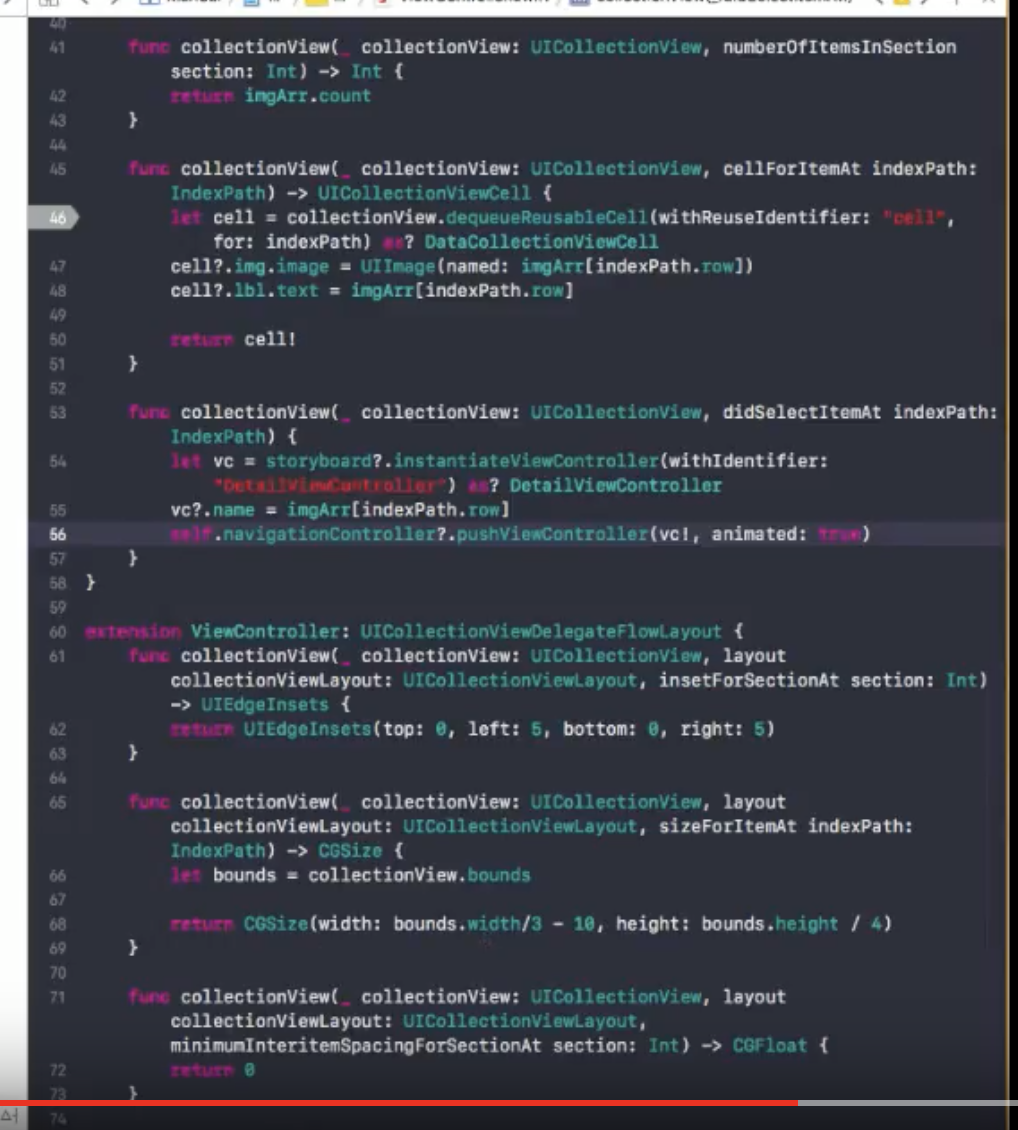 40
41 func collectionView(_ collectionView: UICollectionView, numberOfItemsInSection
section: Int) -> Int {
42 return imgArr.count
43 }
44
45 func collectionView(_ collectionView: UICollectionView, cellForItemAt indexPath:
IndexPath) -> UICollectionViewCell {
46 let cell = collectionView.dequeueReusableCell(withReuseIdentifier: "cell",
for: indexPath) as? DataCollectionViewCell
47 cell?.img.image = UIImage(named: imgArr[indexPath.row])
48 cell?.lbl.text = imgArr[indexPath.row]
49
50 return cell!
51 }
52
53 func collectionView(_ collectionView: UICollectionView, didSelectItemAt indexPath:
IndexPath) {
54 let vc = storyboard?.instantiateViewController(withIdentifier:
"DetailViewController") as? DetailViewController
55 vc?.name = imgArr[indexPath.row]
56 self.navigationController?.pushViewController(vc!, animated: true)
57 }
58 }
59
60 extension ViewController: UICollectionViewDelegateFlowLayout {
61 func collectionView(_ collectionView: UICollectionView, layout
collectionViewLayout: UICollectionViewLayout, insetForSectionAt section: Int)
-> UIEdgeInsets {
62 return UIEdgeInsets(top: 0, left: 5, bottom: 0, right: 5)
63 }
64
65 func collectionView(_ collectionView: UICollectionView, layout
collectionViewLayout: UICollectionViewLayout, sizeForItemAt indexPath:
IndexPath) -> CGSize {
66 let bounds = collectionView.bounds
67
68 return CGSize(width: bounds.width/3 - 10, height: bounds.height / 4)
69 }
70
71 func collectionView(_ collectionView: UICollectionView, layout
collectionViewLayout: UICollectionViewLayout,
minimumInteritemSpacingForSectionAt section: Int) -> CGFloat {
72 return 0
73 }
서
74